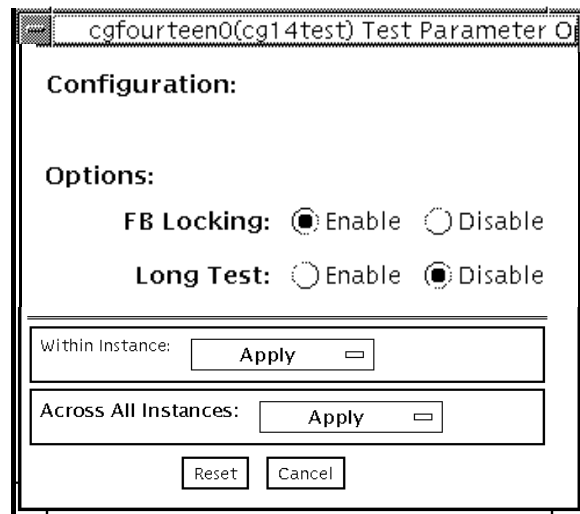 cgfourteen0(cg14test) Test Parameter O
Configuration:
Options:
FB Locking: Enable Disable
Long Test: Enable Disable
Within Instance: Apply
Across All Instances: Apply
Reset Cancel